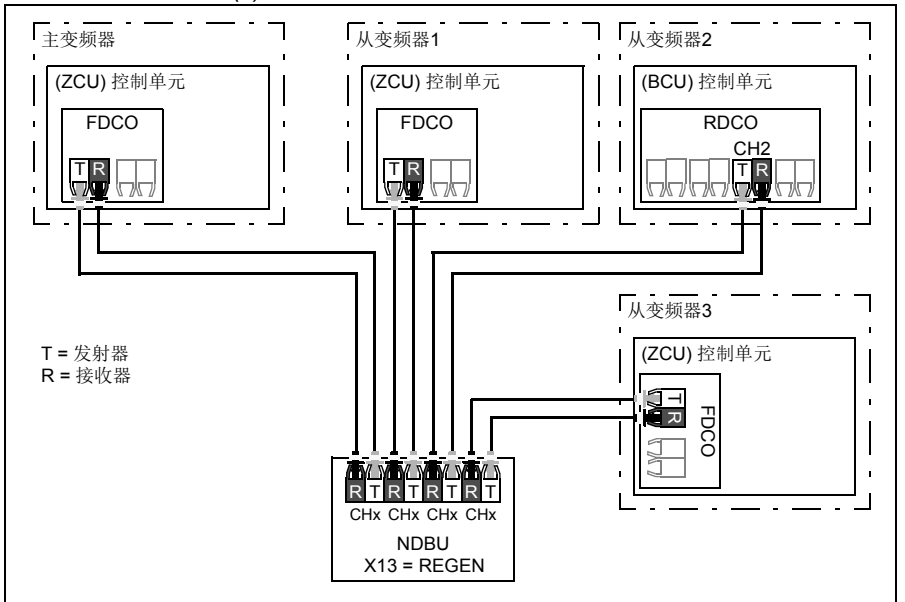 主变频器
(ZCU) 控制单元
FDCO
T R
从变频器1
(ZCU) 控制单元
FDCO
T R
从变频器2
(BCU) 控制单元
RDCO
CH2
T R
从变频器3
(ZCU) 控制单元
T
R
FDCO
T = 发射器
R = 接收器
R T R T R T R T
CHx CHx CHx CHx
NDBU
X13 = REGEN